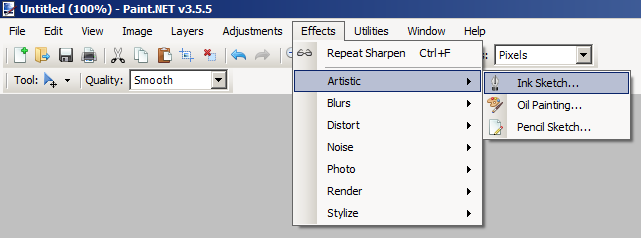 Untitled (100%) - Paint.NET v3.5.5
File Edit View Image Layers Adjustments Effects Utilities Window Help
Repeat Sharpen Ctrl+F
Pixels
Tool: Quality: Smooth
Artistic
Blurs
Distort
Noise
Photo
Render
Stylize
Ink Sketch...
Oil Painting...
Pencil Sketch...